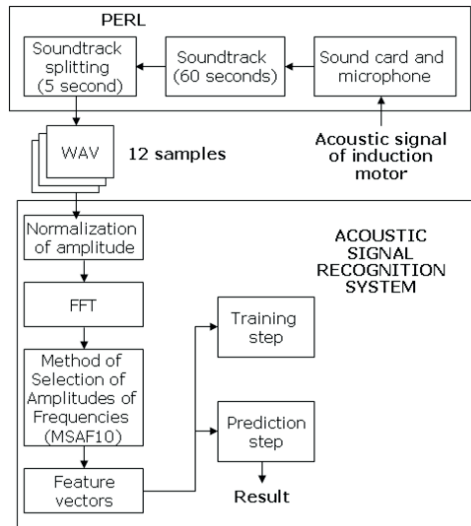 PERL
Soundtrack
splitting
(5 second)
Soundtrack
(60 seconds)
Sound card and
microphone
WAV
12 samples
Acoustic signal
of induction
motor
Normalization
of amplitude
ACOUSTIC
SIGNAL
RECOGNITION
SYSTEM
FFT
Training
step
Method of
Selection of
Amplitudes of
Frequencies
(MSAF10)
Prediction
step
Feature
vectors
Result